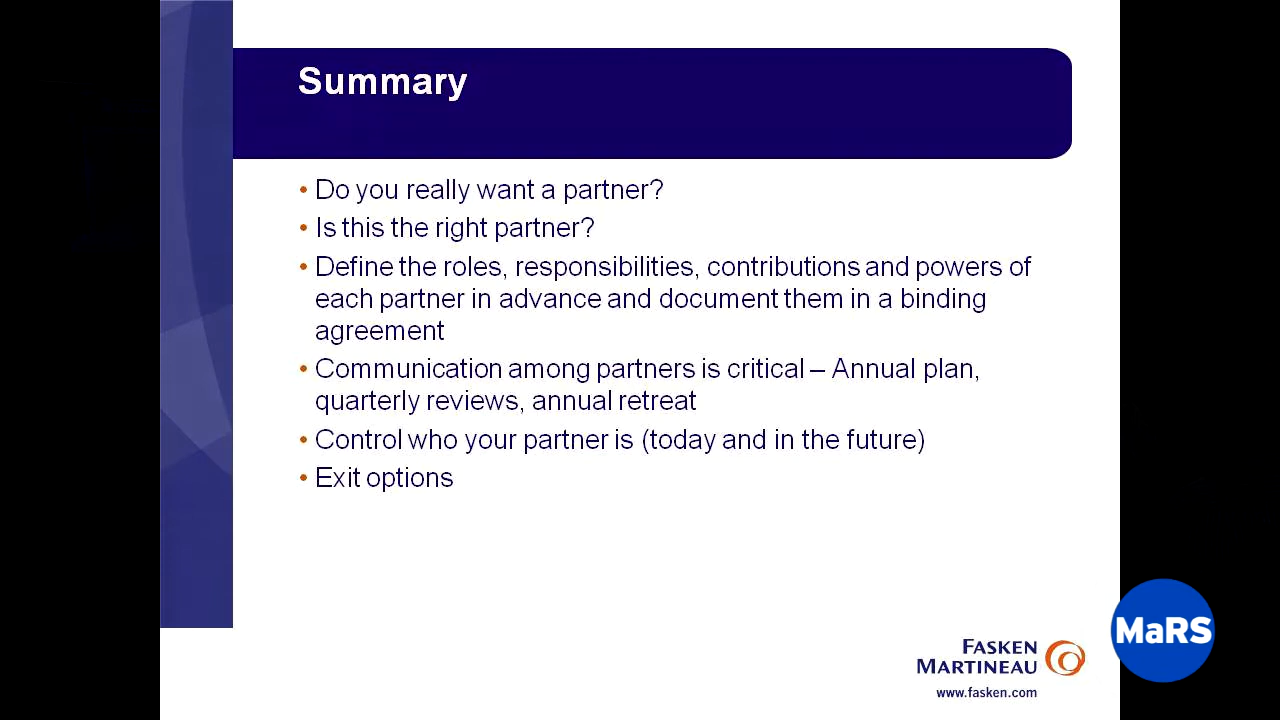 Summary
• Do you really want a partner?
• Is this the right partner?
• Define the roles, responsibilities, contributions and powers of
each partner in advance and document them in a binding
agreement
• Communication among partners is critical – Annual plan,
quarterly reviews, annual retreat
• Control who your partner is (today and in the future)
• Exit options
FASKEN
MARTINEAU
www.fasken.com
MaRS